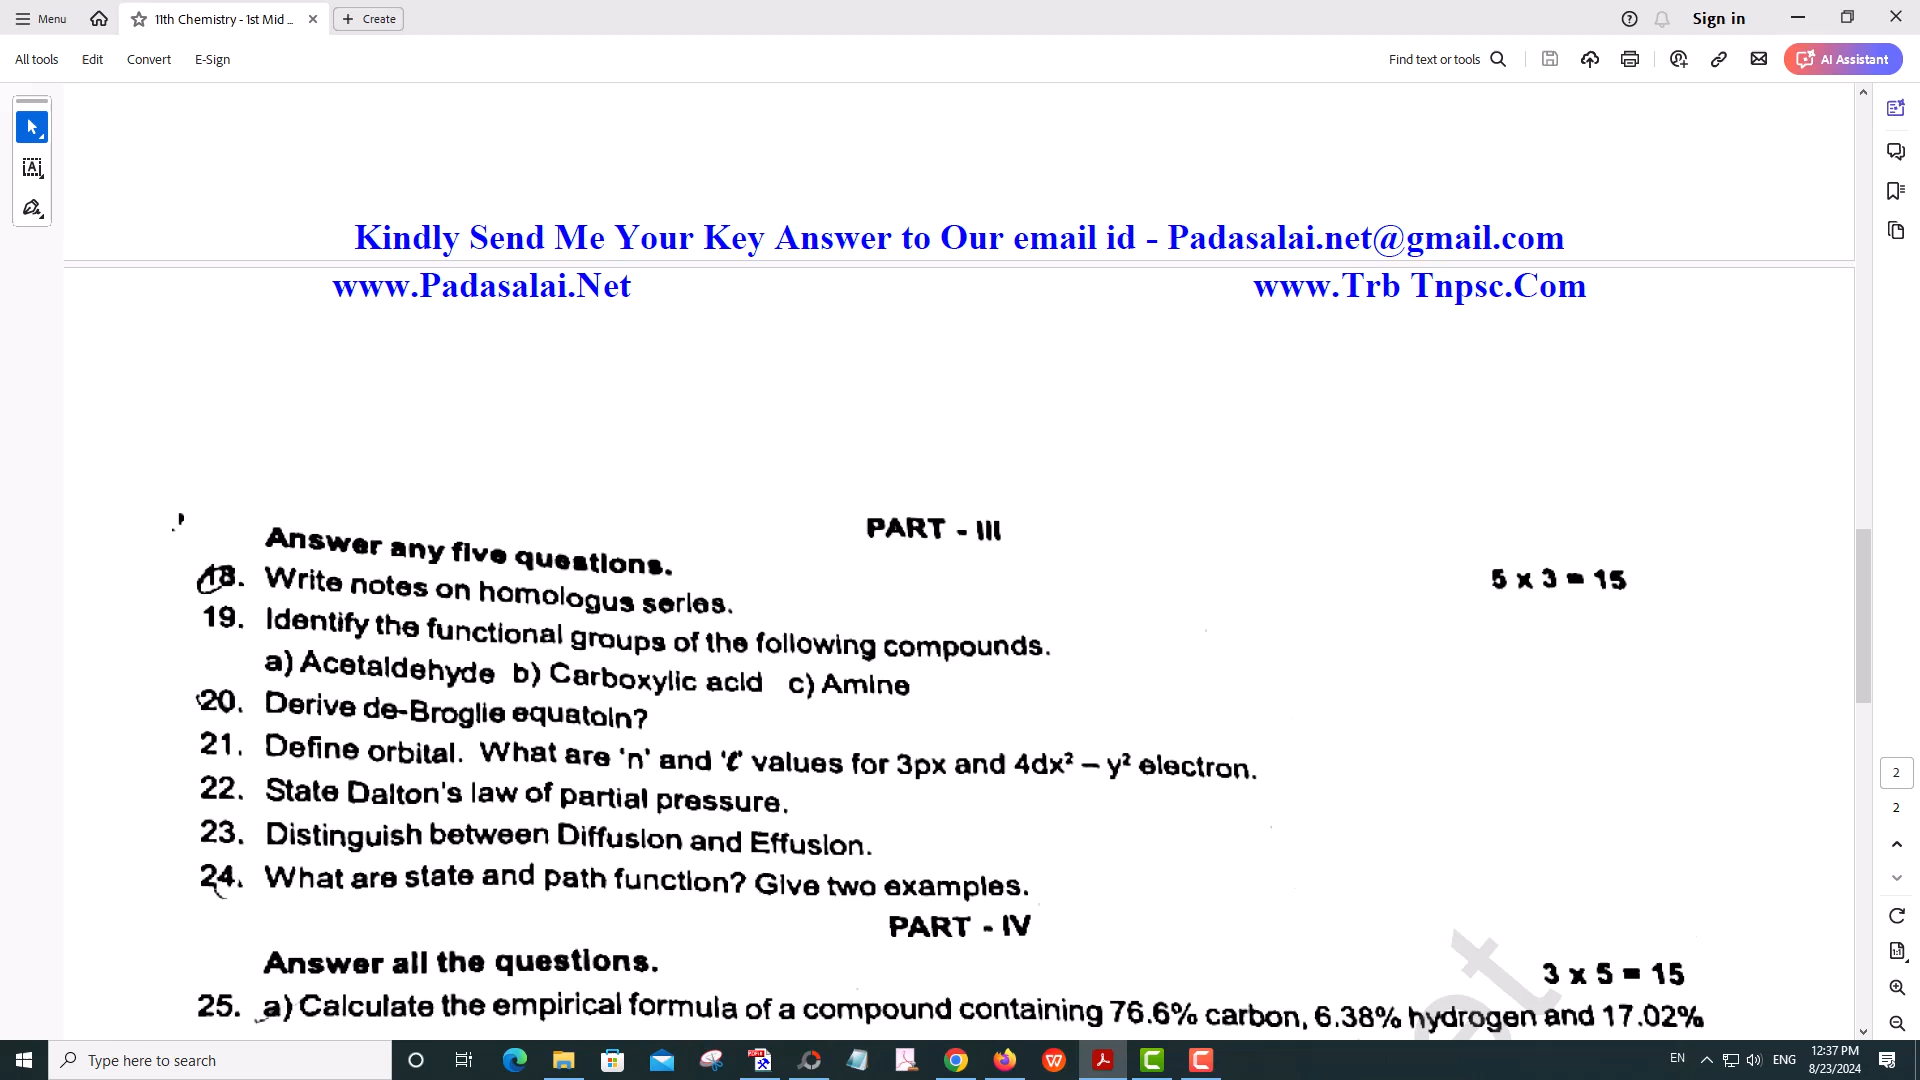 Menu
11th Chemistry - 1st Mid ...
Create
Sign in
All tools
Edit
Convert
E-Sign
Find text or tools
AI Assistant
Kindly Send Me Your Key Answer to Our email id - Padasalai.net@gmail.com
www.Padasalai.Net
www.Trb Tnpsc.Com
PART - III
Answer any five questions.
5 x 3 = 15
18. Write notes on homologus series.
19. Identify the functional groups of the following compounds.
a) Acetaldehyde b) Carboxylic acid c) Amine
20. Derive de-Broglie equatoin?
21. Define orbital. What are 'n' and 'ℓ' values for 3px and 4dx² – y² electron.
22. State Dalton's law of partial pressure.
23. Distinguish between Diffusion and Effusion.
24. What are state and path function? Give two examples.
PART - IV
Answer all the questions.
3 x 5 = 15
25. a) Calculate the empirical formula of a compound containing 76.6% carbon, 6.38% hydrogen and 17.02%
2
2
Type here to search
EN
ENG
12:37 PM
8/23/2024